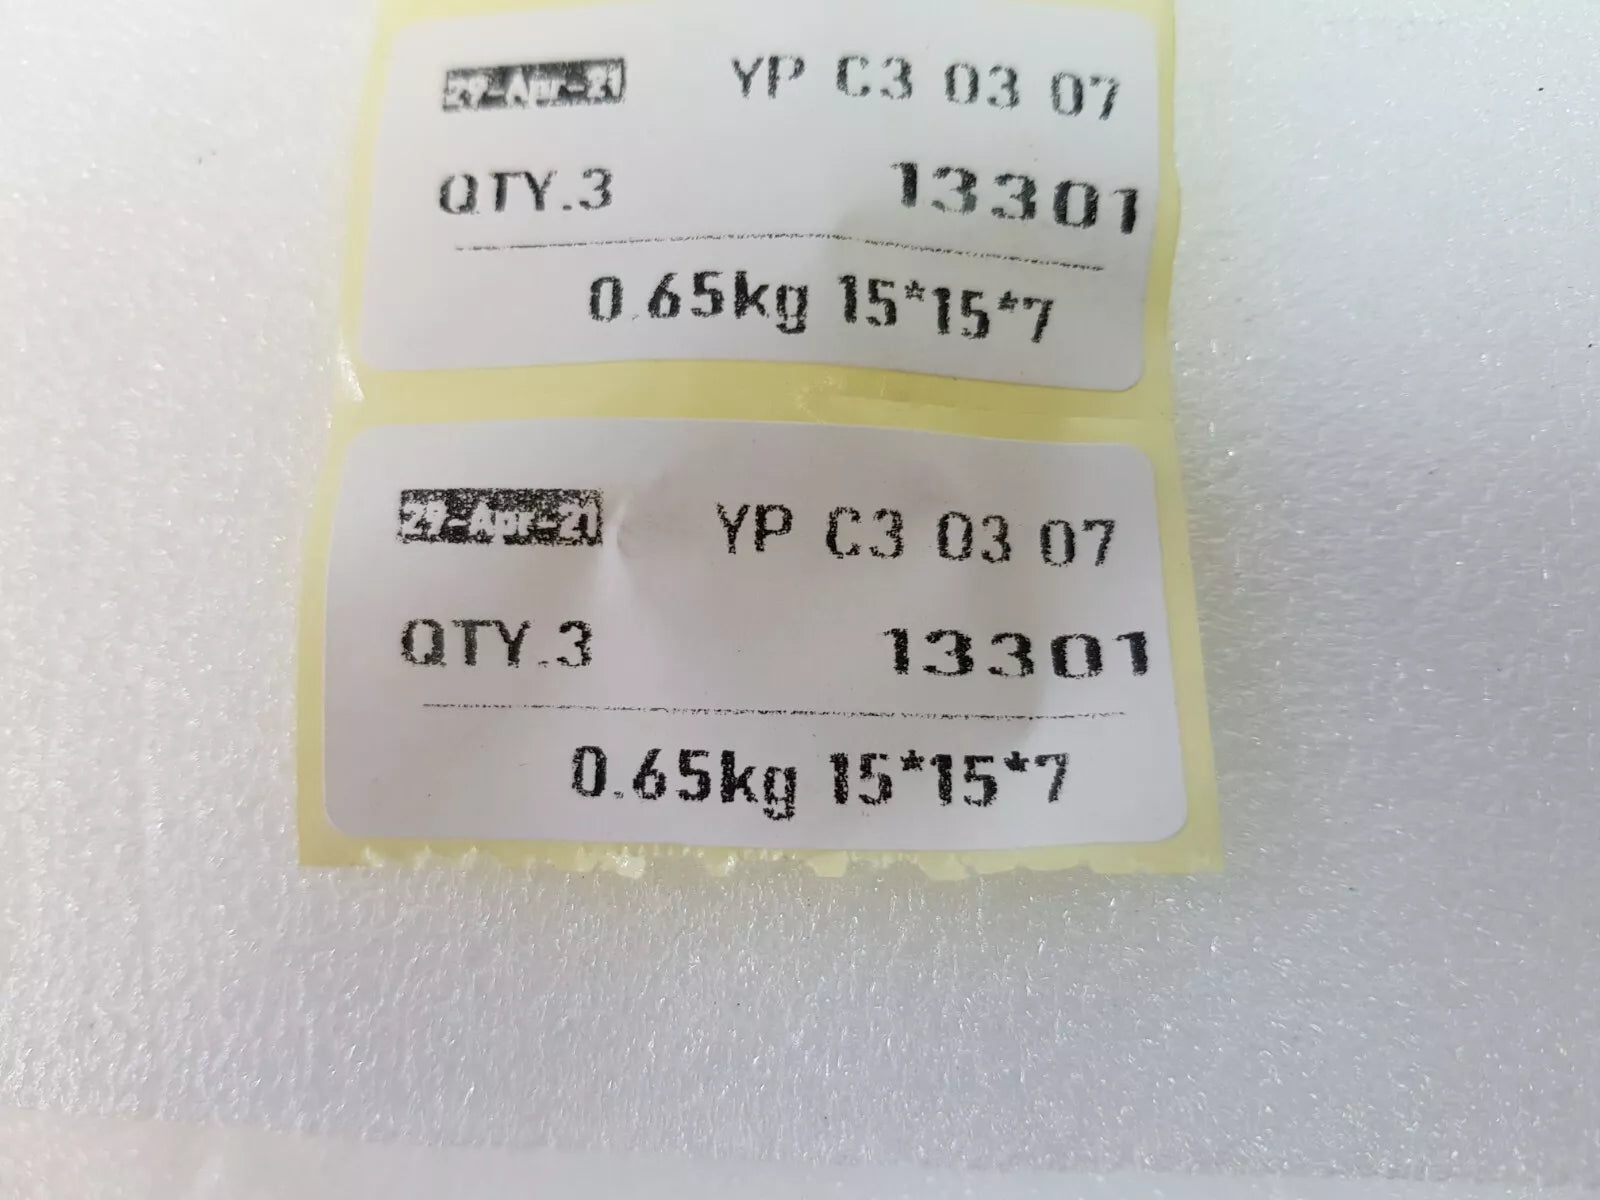 29-Apr-21 YP C3 03 07
QTY.3 13301
0.65kg 15*15*7
29-Apr-21 YP C3 03 07
QTY.3 13301
0.65kg 15*15*7